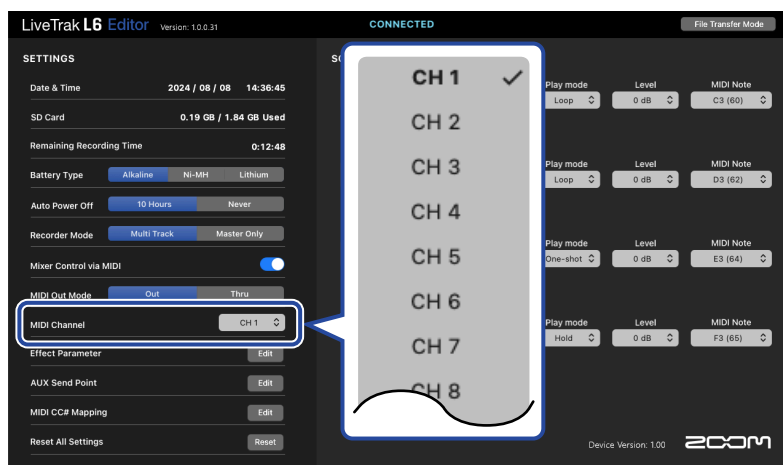 LiveTrak L6 Editor Version: 1.0.0.31 CONNECTED File Transfer Mode
SETTINGS
Date & Time 2024 / 08 / 08 14:36:45
SD Card 0.19 GB / 1.84 GB Used
Remaining Recording Time 0:12:48
Battery Type Alkaline Ni-MH Lithium
Auto Power Off 10 Hours Never
Recorder Mode Multi Track Master Only
Mixer Control via MIDI
MIDI Out Mode Out Thru
MIDI Channel CH 1
Effect Parameter Edit
AUX Send Point Edit
MIDI CC# Mapping Edit
Reset All Settings Reset
CH 1
CH 2
CH 3
CH 4
CH 5
CH 6
CH 7
CH 8
Play mode Level MIDI Note
Loop 0 dB C3 (60)
Play mode Level MIDI Note
Loop 0 dB D3 (62)
Play mode Level MIDI Note
One-shot 0 dB E3 (64)
Play mode Level MIDI Note
Hold 0 dB F3 (65)
Device Version: 1.00 ZOOM